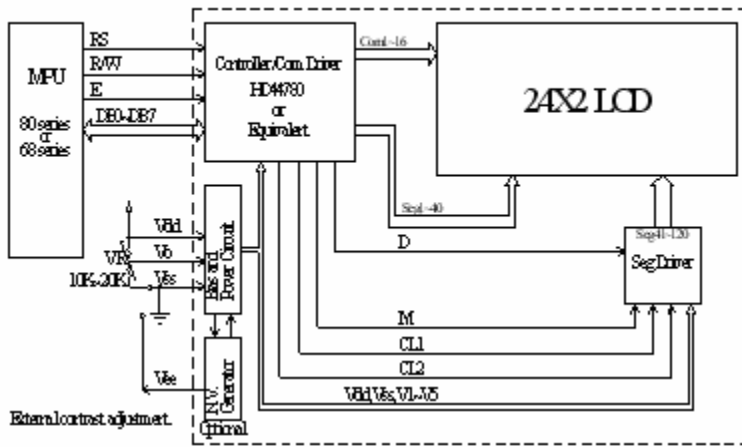 RS
R/W
E
DB0~DB7
MPU
80 series
or
68 series
Controller/Com Driver
HD44780
or
Equivalent
Com1~16
24X2 LCD
Seg1~40
Seg41~120
Seg Driver
D
Vdd
Vo
Vss
VR
10K~20K
Bias and
Power Circuit
M
CL1
CL2
Vdd,Vss,V1~V5
Vee
N.V.
Generator
Optional
External contrast adjustment.